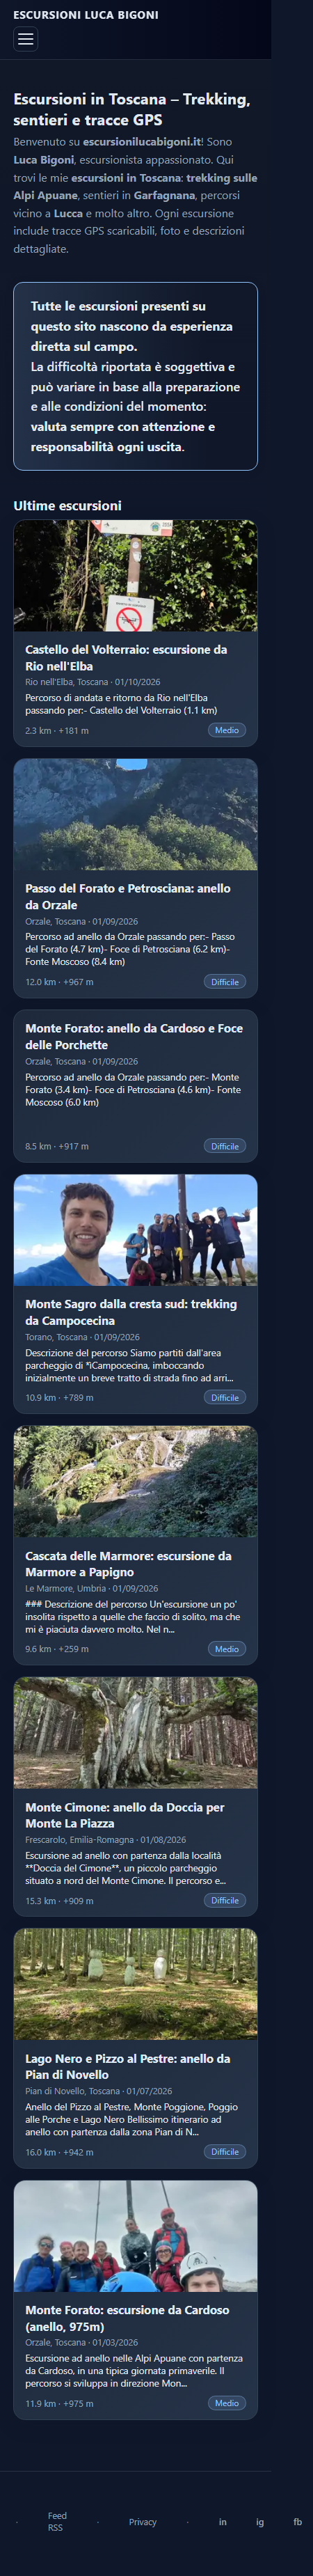 ESCURSIONI LUCA BIGONI
Escursioni in Toscana – Trekking,
sentieri e tracce GPS
Benvenuto su escursionilucabigoni.it! Sono
Luca Bigoni, escursionista appassionato. Qui
trovi le mie escursioni in Toscana: trekking sulle
Alpi Apuane, sentieri in Garfagnana, percorsi
vicino a Lucca e molto altro. Ogni escursione
include tracce GPS scaricabili, foto e descrizioni
dettagliate.
Tutte le escursioni presenti su
questo sito nascono da esperienza
diretta sul campo.
La difficoltà riportata è soggettiva e
può variare in base alla preparazione
e alle condizioni del momento:
valuta sempre con attenzione e
responsabilità ogni uscita.
Ultime escursioni
Castello del Volterraio: escursione da
Rio nell'Elba
Rio nell'Elba, Toscana · 01/10/2026
Percorso di andata e ritorno da Rio nell'Elba
passando per:- Castello del Volterraio (1.1 km)
2.3 km · +181 m
Medio
Passo del Forato e Petrosciana: anello
da Orzale
Orzale, Toscana · 01/09/2026
Percorso ad anello da Orzale passando per:- Passo
del Forato (4.7 km)- Foce di Petrosciana (6.2 km)-
Fonte Moscoso (8.4 km)
12.0 km · +967 m
Difficile
Monte Forato: anello da Cardoso e Foce
delle Porchette
Orzale, Toscana · 01/09/2026
Percorso ad anello da Orzale passando per:- Monte
Forato (3.4 km)- Foce di Petrosciana (4.6 km)- Fonte
Moscoso (6.0 km)
8.5 km · +917 m
Difficile
Monte Sagro dalla cresta sud: trekking
da Campocecina
Torano, Toscana · 01/09/2026
Descrizione del percorso Siamo partiti dall'area
parcheggio di *iCampocecina, imboccando
inizialmente un breve tratto di strada fino ad arri...
10.9 km · +789 m
Difficile
Cascata delle Marmore: escursione da
Marmore a Papigno
Le Marmore, Umbria · 01/09/2026
### Descrizione del percorso Un'escursione un po'
insolita rispetto a quelle che faccio di solito, ma che
mi è piaciuta davvero molto. Nel n...
9.6 km · +259 m
Medio
Monte Cimone: anello da Doccia per
Monte La Piazza
Frescarolo, Emilia-Romagna · 01/08/2026
Escursione ad anello con partenza dalla località
**Doccia del Cimone**, un piccolo parcheggio
situato a nord del Monte Cimone. Il percorso e...
15.3 km · +909 m
Difficile
Lago Nero e Pizzo al Pestre: anello da
Pian di Novello
Pian di Novello, Toscana · 01/07/2026
Anello del Pizzo al Pestre, Monte Poggione, Poggio
alle Porche e Lago Nero Bellissimo itinerario ad
anello con partenza dalla zona Pian di N...
16.0 km · +942 m
Difficile
Monte Forato: escursione da Cardoso
(anello, 975m)
Orzale, Toscana · 01/03/2026
Escursione ad anello nelle Alpi Apuane con partenza
da Cardoso, in una tipica giornata primaverile. Il
percorso si sviluppa in direzione Mon...
11.9 km · +975 m
Medio
· Feed
RSS · Privacy · in ig fb